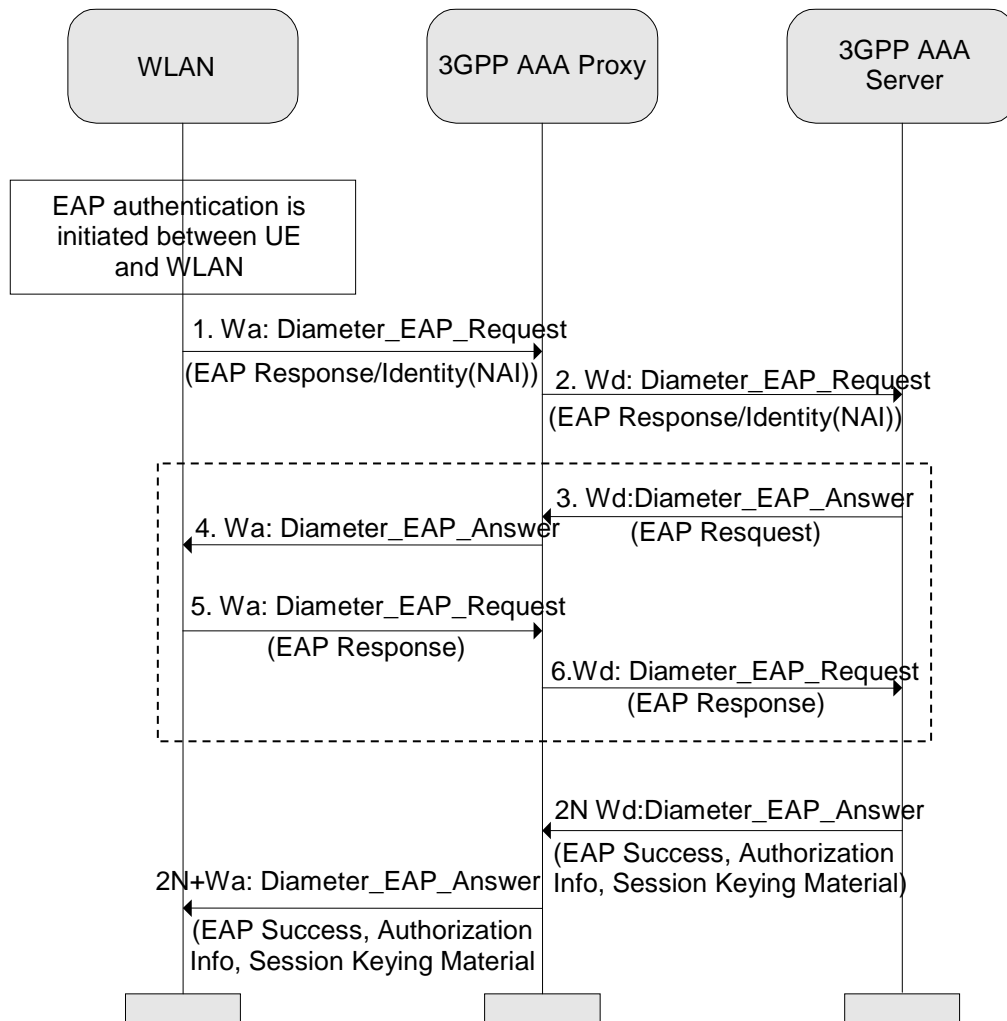 WLAN
3GPP AAA Proxy
3GPP AAA
Server
EAP authentication is
initiated between UE
and WLAN
1. Wa: Diameter_EAP_Request
(EAP Response/Identity(NAI))
2. Wd: Diameter_EAP_Request
(EAP Response/Identity(NAI))
3. Wd:Diameter_EAP_Answer
(EAP Resquest)
4. Wa: Diameter_EAP_Answer
5. Wa: Diameter_EAP_Request
(EAP Response)
6.Wd: Diameter_EAP_Request
(EAP Response)
2N Wd:Diameter_EAP_Answer
(EAP Success, Authorization
Info, Session Keying Material)
2N+Wa: Diameter_EAP_Answer
(EAP Success, Authorization
Info, Session Keying Material